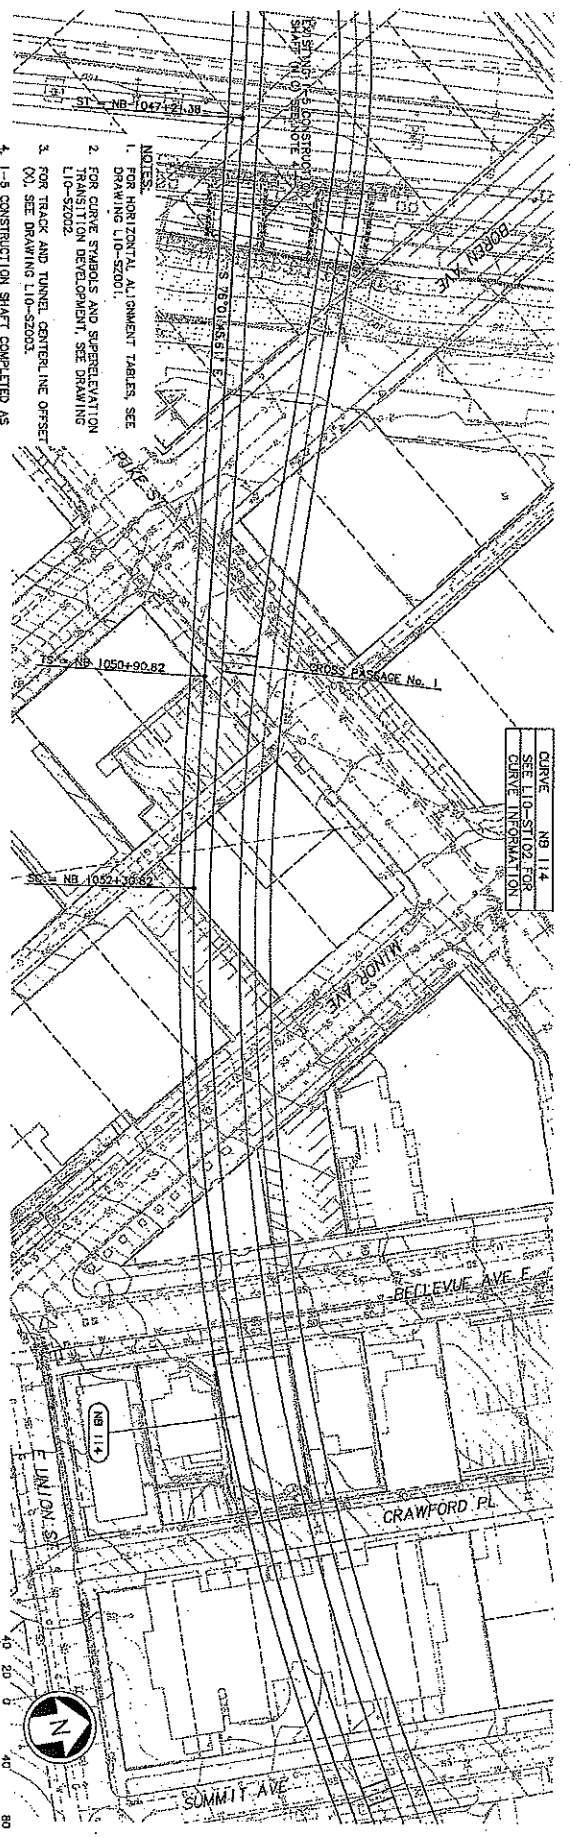 EXISTING I-5 CONSTRUCTION
ST = NB 1047+21.38
NOTES:
1. FOR HORIZONTAL ALIGNMENT TABLES, SEE
DRAWING L10-SZ001.
2. FOR CURVE SYMBOLS AND SUPERELEVATION
TRANSITION DEVELOPMENT, SEE DRAWING
L10-SZ002.
3. FOR TRACK AND TUNNEL CENTERLINE OFFSET
(X), SEE DRAWING L10-SZ003.
4. I-5 CONSTRUCTION SHAFT COMPLETED AS
BOREN AVE
PIKE ST
TS = NB 1050+90.82
CROSS PASSAGE No. 1
CURVE NB 114
SEE L10-ST102 FOR
CURVE INFORMATION
SC = NB 1052+30.82
MINOR AVE
BELLEVUE AVE E
NB 114
E UNION ST
CRAWFORD PL
SUMMIT AVE
N
40 20 0 40 80